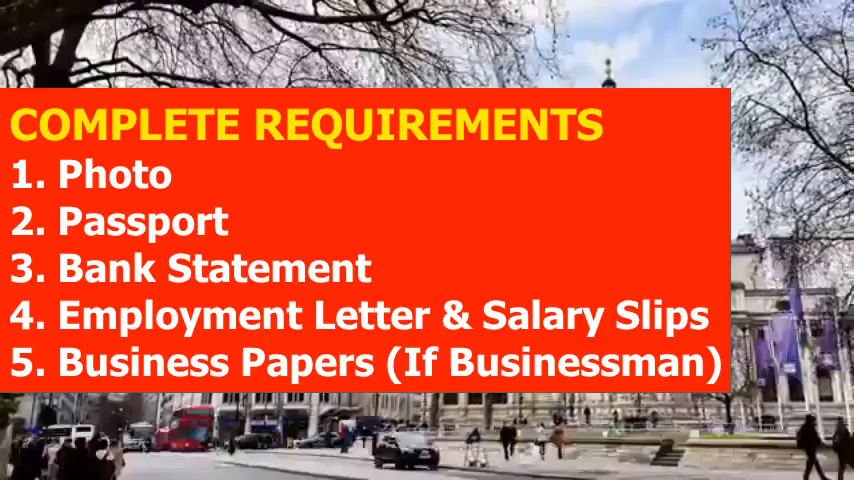 COMPLETE REQUIREMENTS
1. Photo
2. Passport
3. Bank Statement
4. Employment Letter & Salary Slips
5. Business Papers (If Businessman)